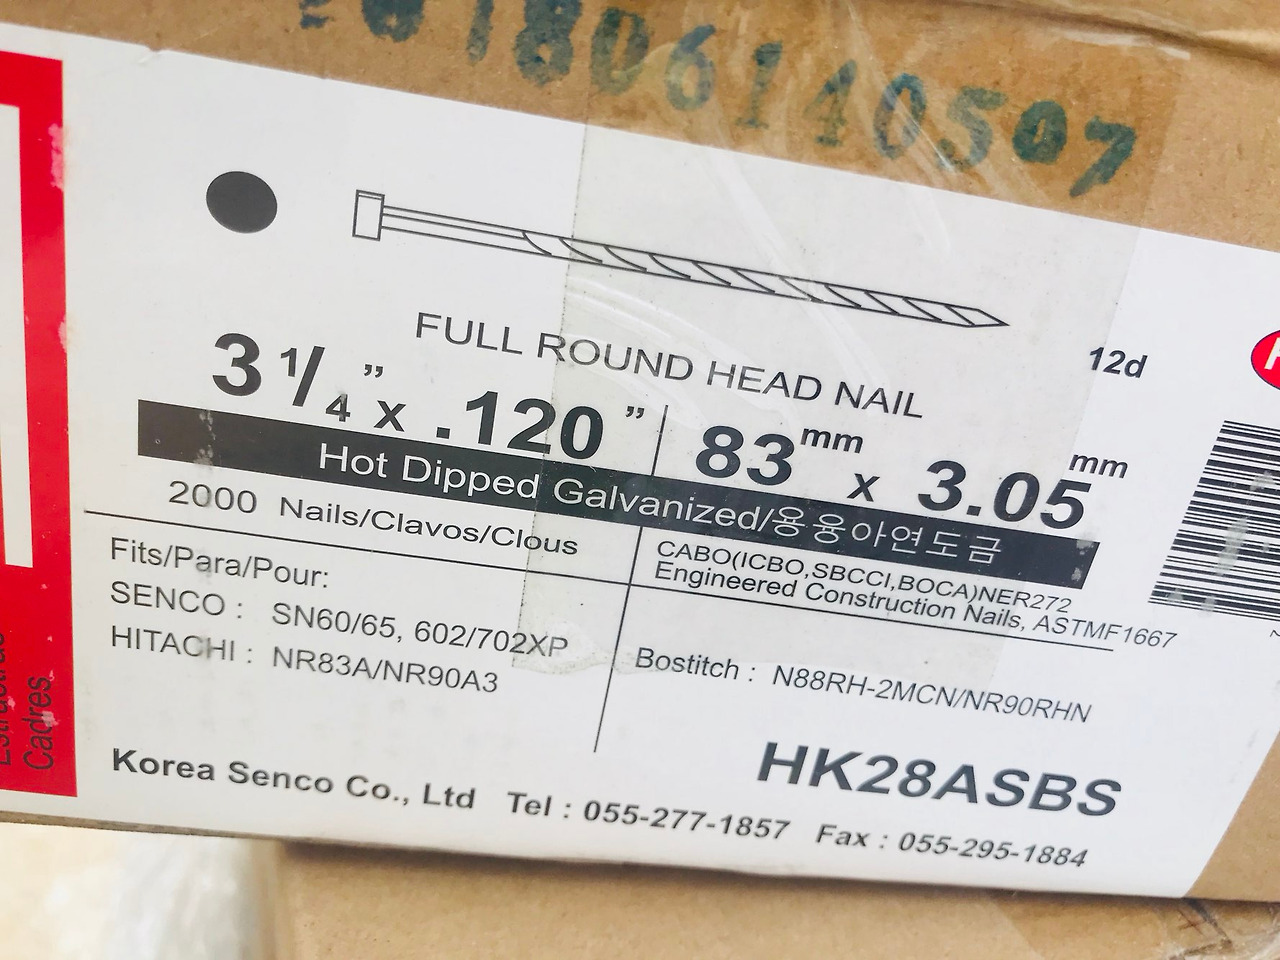 01806140507
FULL ROUND HEAD NAIL
12d
3 1/4" x .120" 83mm x 3.05mm
Hot Dipped Galvanized/용융아연도금
2000 Nails/Clavos/Clous
CABO(ICBO,SBCCI,BOCA)NER272
Engineered Construction Nails, ASTMF1667
Fits/Para/Pour:
SENCO : SN60/65, 602/702XP
HITACHI : NR83A/NR90A3
Bostitch : N88RH-2MCN/NR90RHN
HK28ASBS
Korea Senco Co., Ltd Tel : 055-277-1857 Fax : 055-295-1884
Cadres